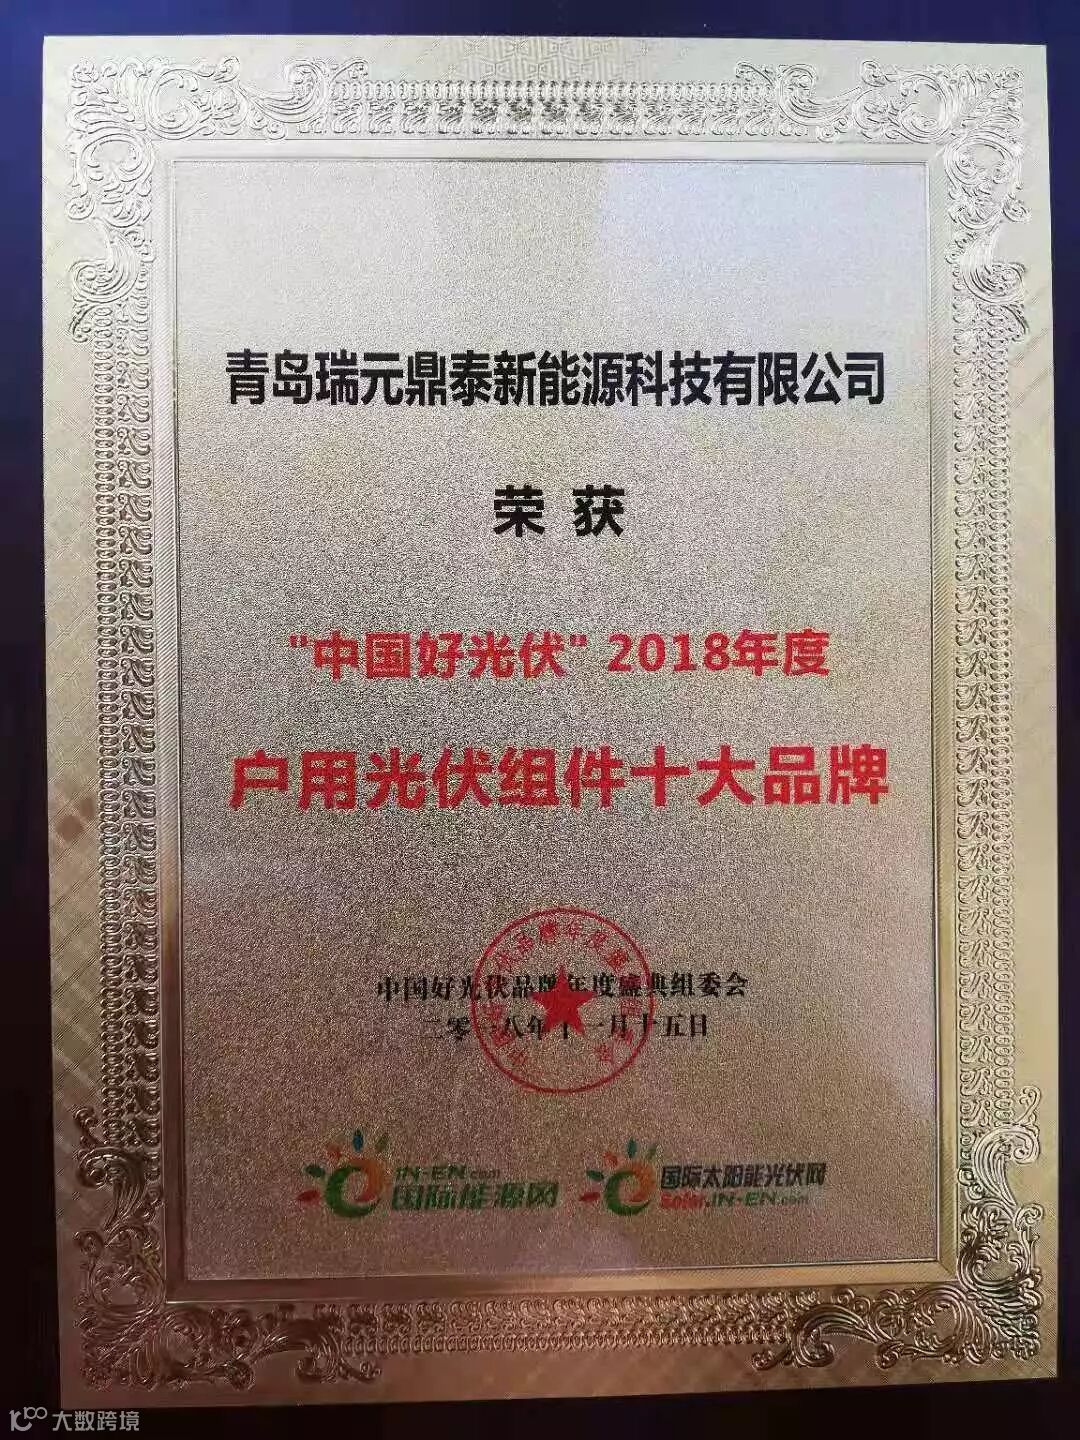 青岛瑞元鼎泰新能源科技有限公司
荣获
"中国好光伏" 2018年度
户用光伏组件十大品牌
中国好光伏品牌年度盛典组委会
二零一八年十一月十五日
IN-EN.com
国际能源网
国际太阳能光伏网
Solar.IN-EN.com
大数跨境